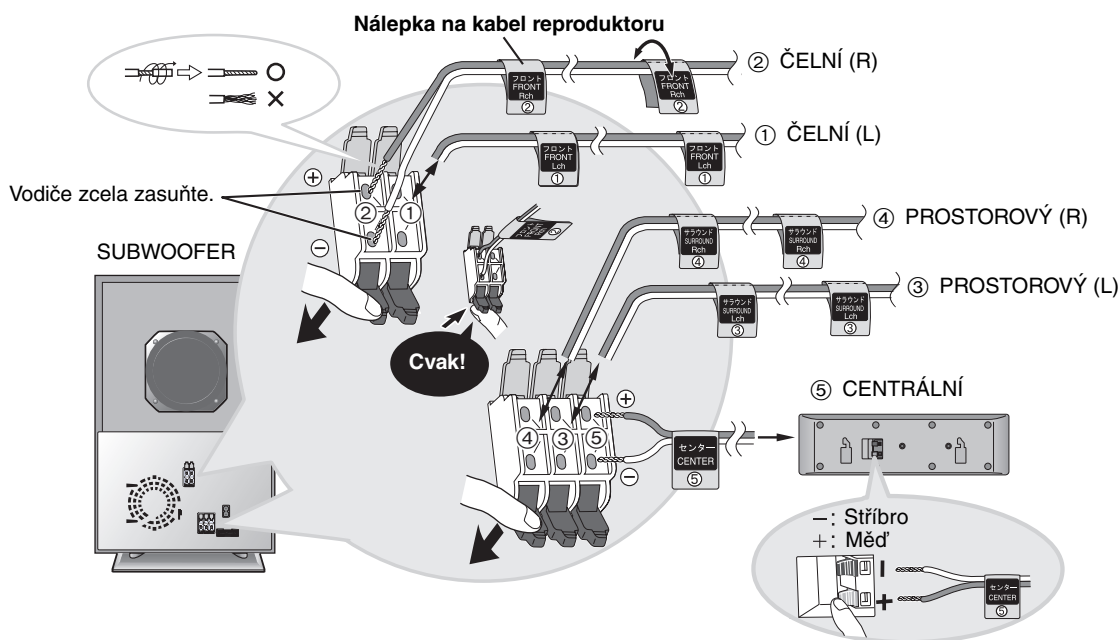 Nálepka na kabel reproduktoru
フロント
FRONT
Rch
②
フロント
FRONT
Rch
②
② ČELNÍ (R)
フロント
FRONT
Lch
①
フロント
FRONT
Lch
①
① ČELNÍ (L)
+
② ①
−
Vodiče zcela zasuňte.
サラウンド
SURROUND
Rch
④
サラウンド
SURROUND
Rch
④
④ PROSTOROVÝ (R)
サラウンド
SURROUND
Lch
③
サラウンド
SURROUND
Lch
③
③ PROSTOROVÝ (L)
SUBWOOFER
Cvak!
+
④ ③ ⑤
−
センター
CENTER
⑤
⑤ CENTRÁLNÍ
−: Stříbro
+: Měď
−
+
センター
CENTER
⑤